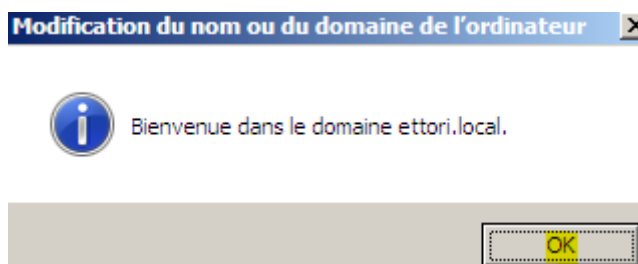 Modification du nom ou du domaine de l'ordinateur
Bienvenue dans le domaine ettori.local.
OK